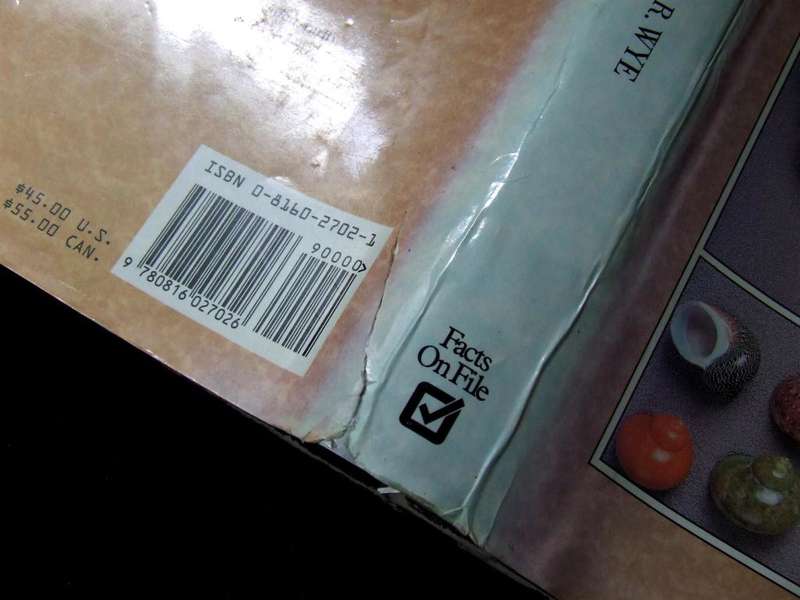 R. WYE
ISBN 0-8160-2702-1
90000>
9 780816 027026
$45.00 U.S.
$55.00 CAN.
Facts
On File